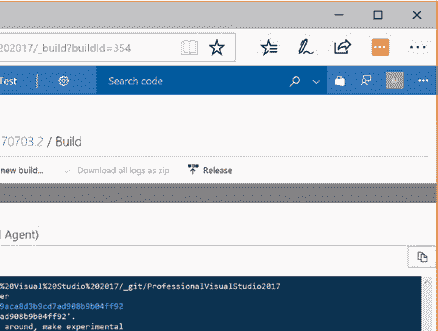 202017/_build?buildId=354
Test
Search code
70703.2 / Build
new build...
Download all logs as zip
Release
Agent)
%20Visual%20Studio%202017/_git/ProfessionalVisualStudio2017
er
9aca8d3b9cd7ad908b9b04ff92
ad908b9b04ff92'.
around, make experimental